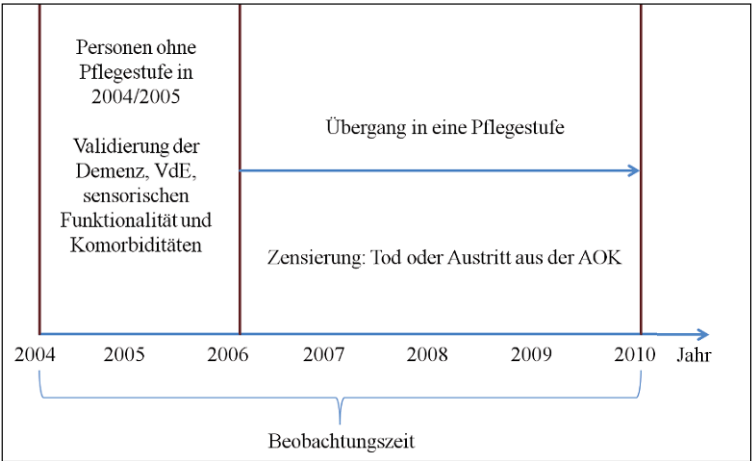 Personen ohne
Pflegestufe in
2004/2005
Validierung der
Demenz, VdE,
sensorischen
Funktionalität und
Komorbiditäten
Übergang in eine Pflegestufe
Zensierung: Tod oder Austritt aus der AOK
2004 2005 2006 2007 2008 2009 2010 Jahr
Beobachtungszeit